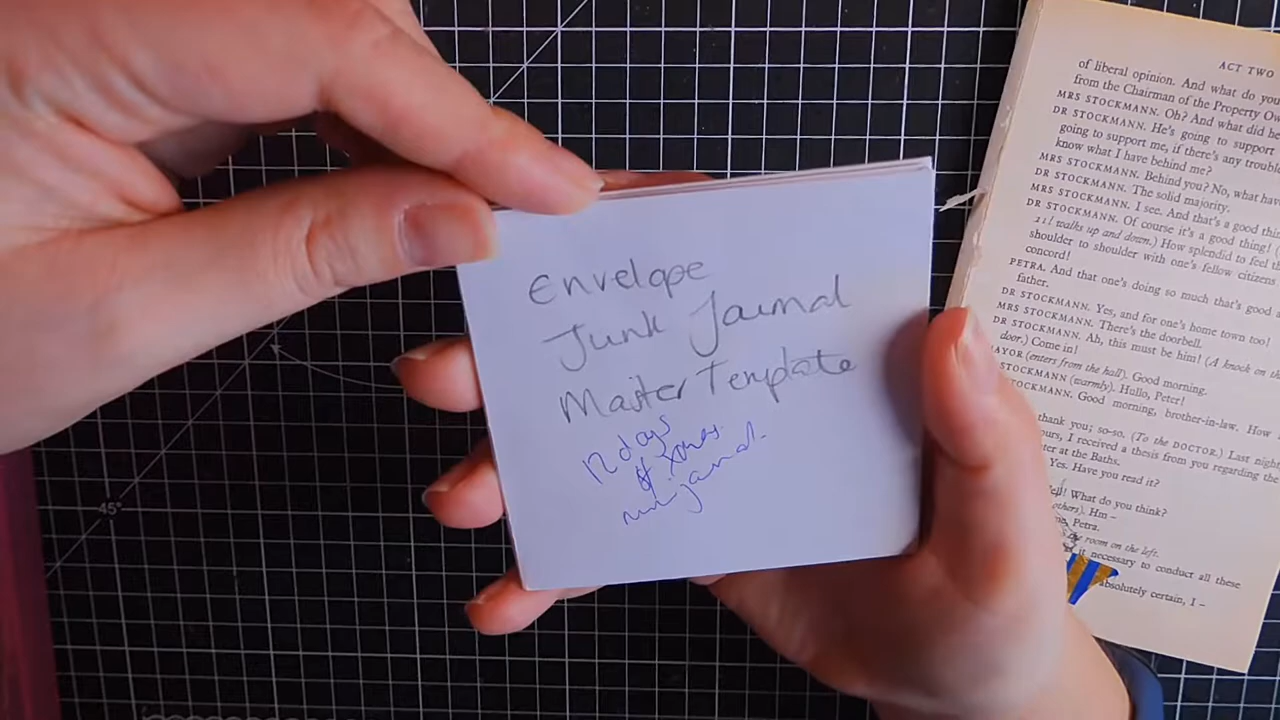 Envelope
Junk Journal
Master Template
12 days
of xmas.
mini journal.
45°
ACT TWO
of liberal opinion. And what do you
from the Chairman of the Property Ow
MRS STOCKMANN. Oh? And what did he
DR STOCKMANN. He's going to support
going to support me, if there's any troubl
know what I have behind me?
MRS STOCKMANN. Behind you? No, what hav
DR STOCKMANN. The solid majority.
MRS STOCKMANN. I see. And that's a good thin
DR STOCKMANN. Of course it's a good thing! (
walks up and down.) How splendid to feel t
shoulder to shoulder with one's fellow citizens
concord!
PETRA. And that one's doing so much that's good
father.
DR STOCKMANN. Yes, and for one's home town too!
MRS STOCKMANN. There's the doorbell.
DR STOCKMANN. Ah, this must be him! (A knock on the
door.) Come in!
MAYOR (enters from the hall). Good morning.
STOCKMANN (warmly). Hullo, Peter!
STOCKMANN. Good morning, brother-in-law. How
thank you; so-so. (To the DOCTOR.) Last nigh
ours, I received a thesis from you regarding the
ter at the Baths.
Yes. Have you read it?
What do you think?
others). Hm –
Petra.
the room on the left.
it necessary to conduct all these
absolutely certain, I –